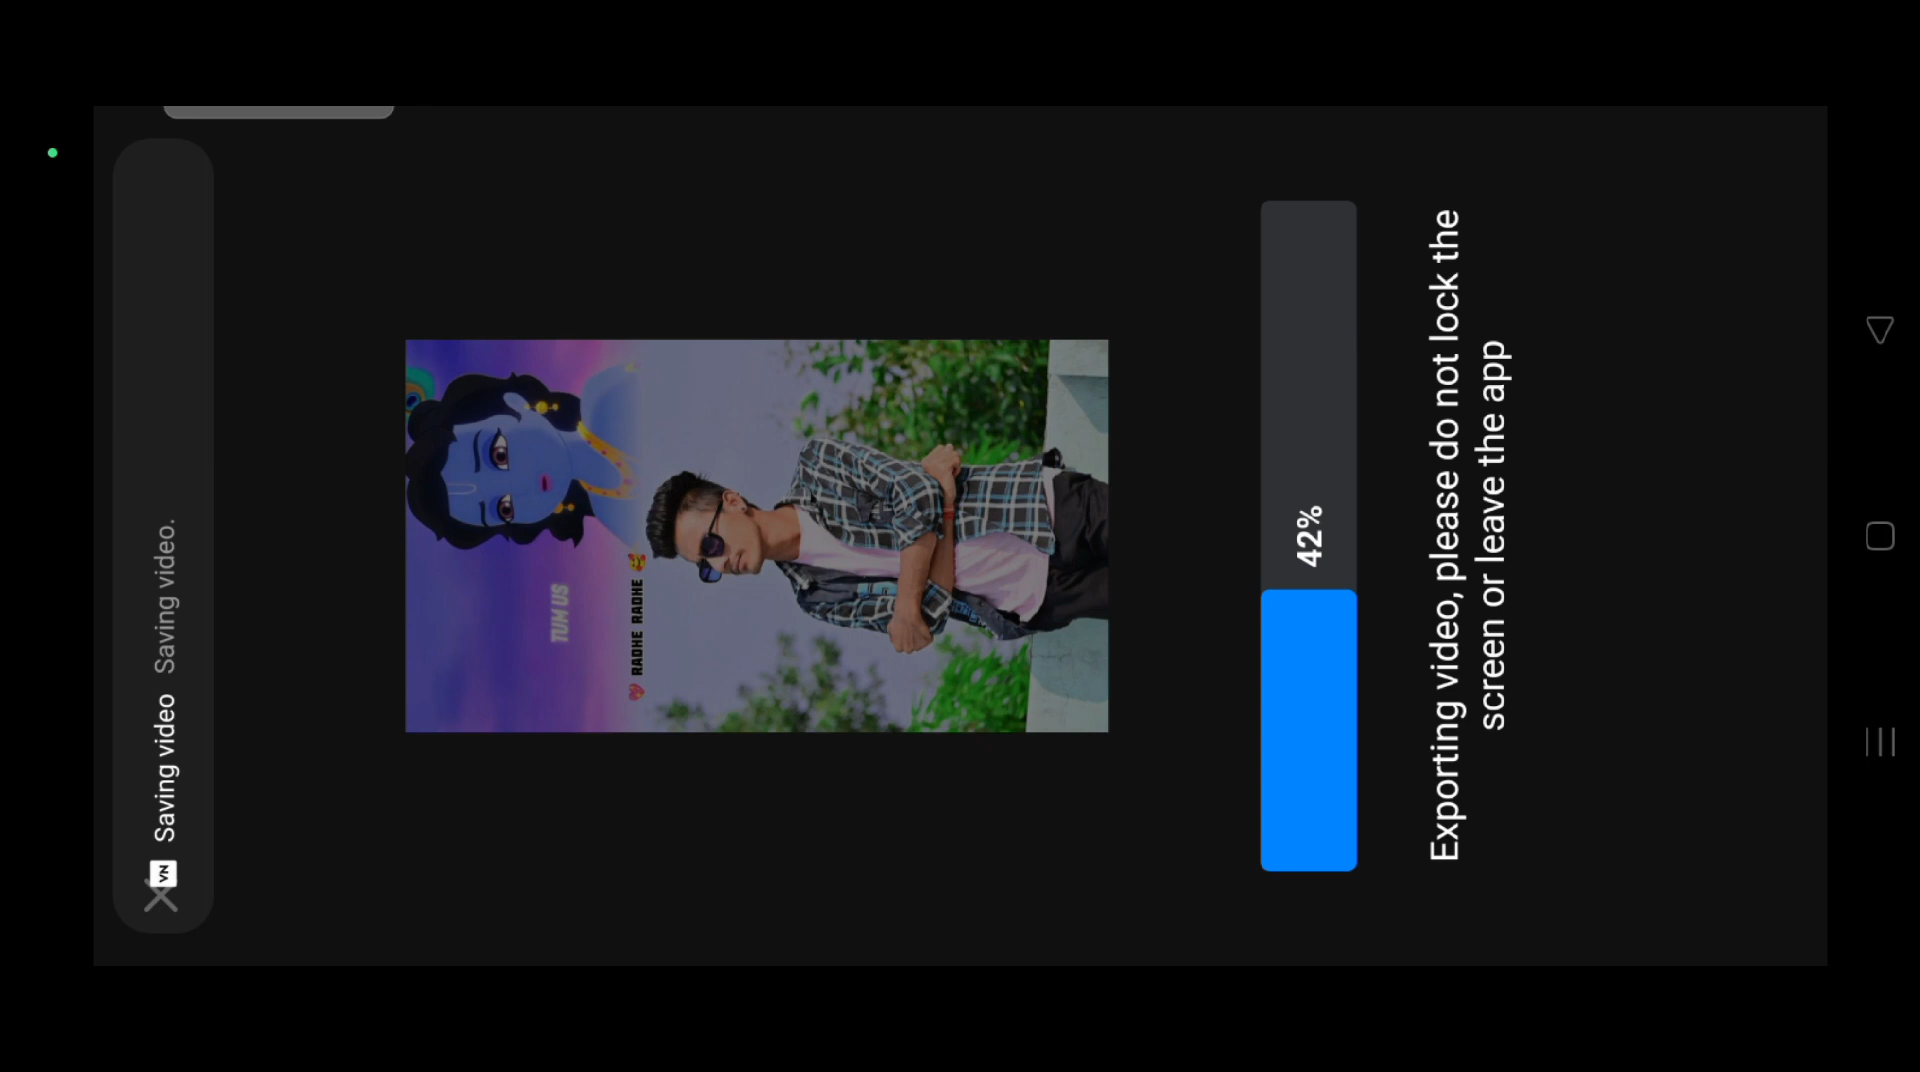 VN Saving video Saving video.
TUM US
RADHE RADHE
42%
Exporting video, please do not lock the
screen or leave the app